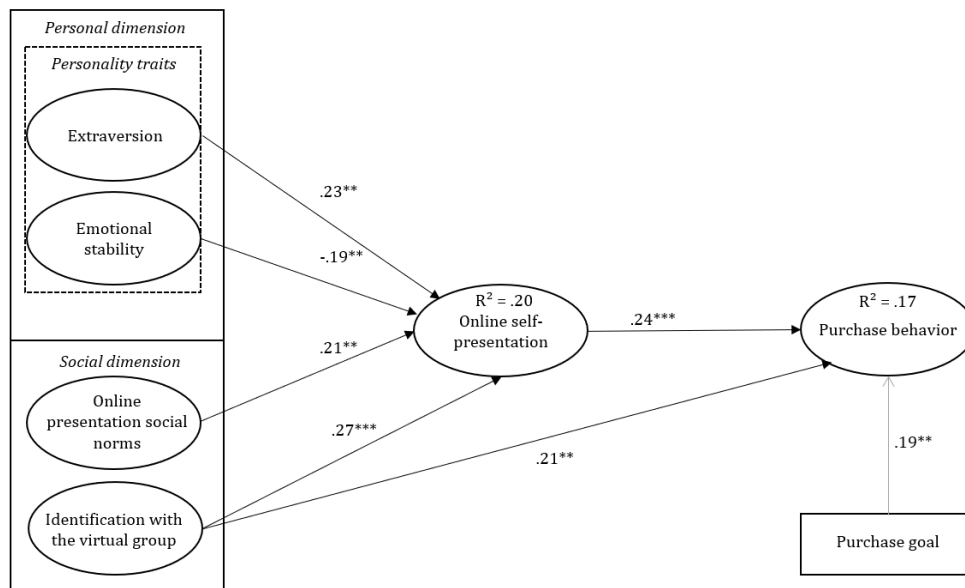 Personal dimension
Personality traits
Extraversion
Emotional
stability
.23**
-.19**
R² = .20
Online self-
presentation
.24***
R² = .17
Purchase behavior
Social dimension
Online
presentation social
norms
.21**
.27***
Identification with
the virtual group
.21**
.19**
Purchase goal